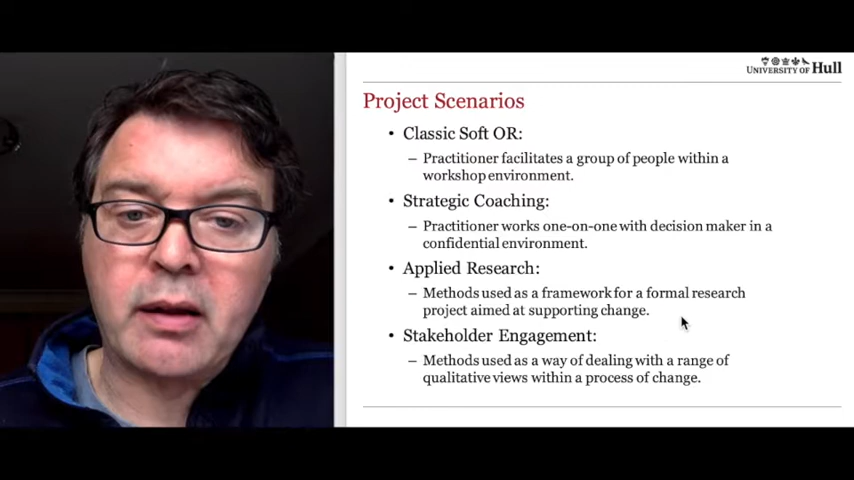 UNIVERSITY OF Hull
Project Scenarios
• Classic Soft OR:
– Practitioner facilitates a group of people within a
workshop environment.
• Strategic Coaching:
– Practitioner works one-on-one with decision maker in a
confidential environment.
• Applied Research:
– Methods used as a framework for a formal research
project aimed at supporting change.
• Stakeholder Engagement:
– Methods used as a way of dealing with a range of
qualitative views within a process of change.